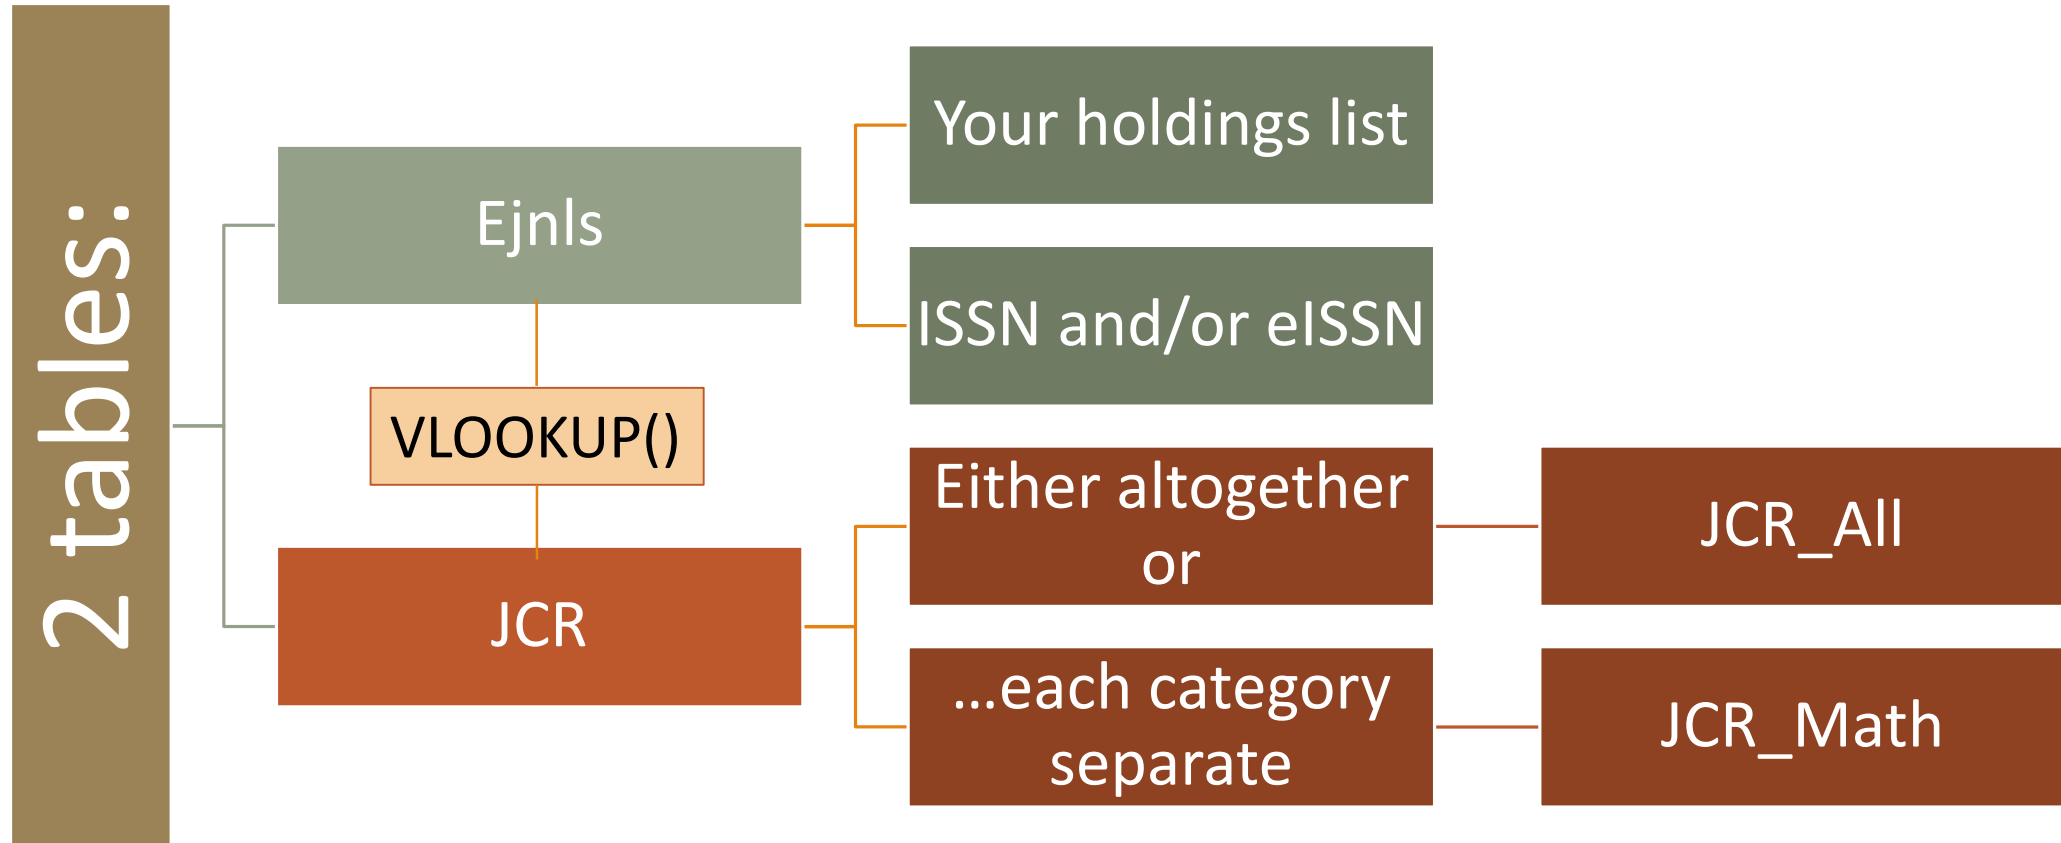 2 tables:
Ejnls
Your holdings list
ISSN and/or eISSN
VLOOKUP()
JCR
Either altogether
or
JCR_All
...each category
separate
JCR_Math